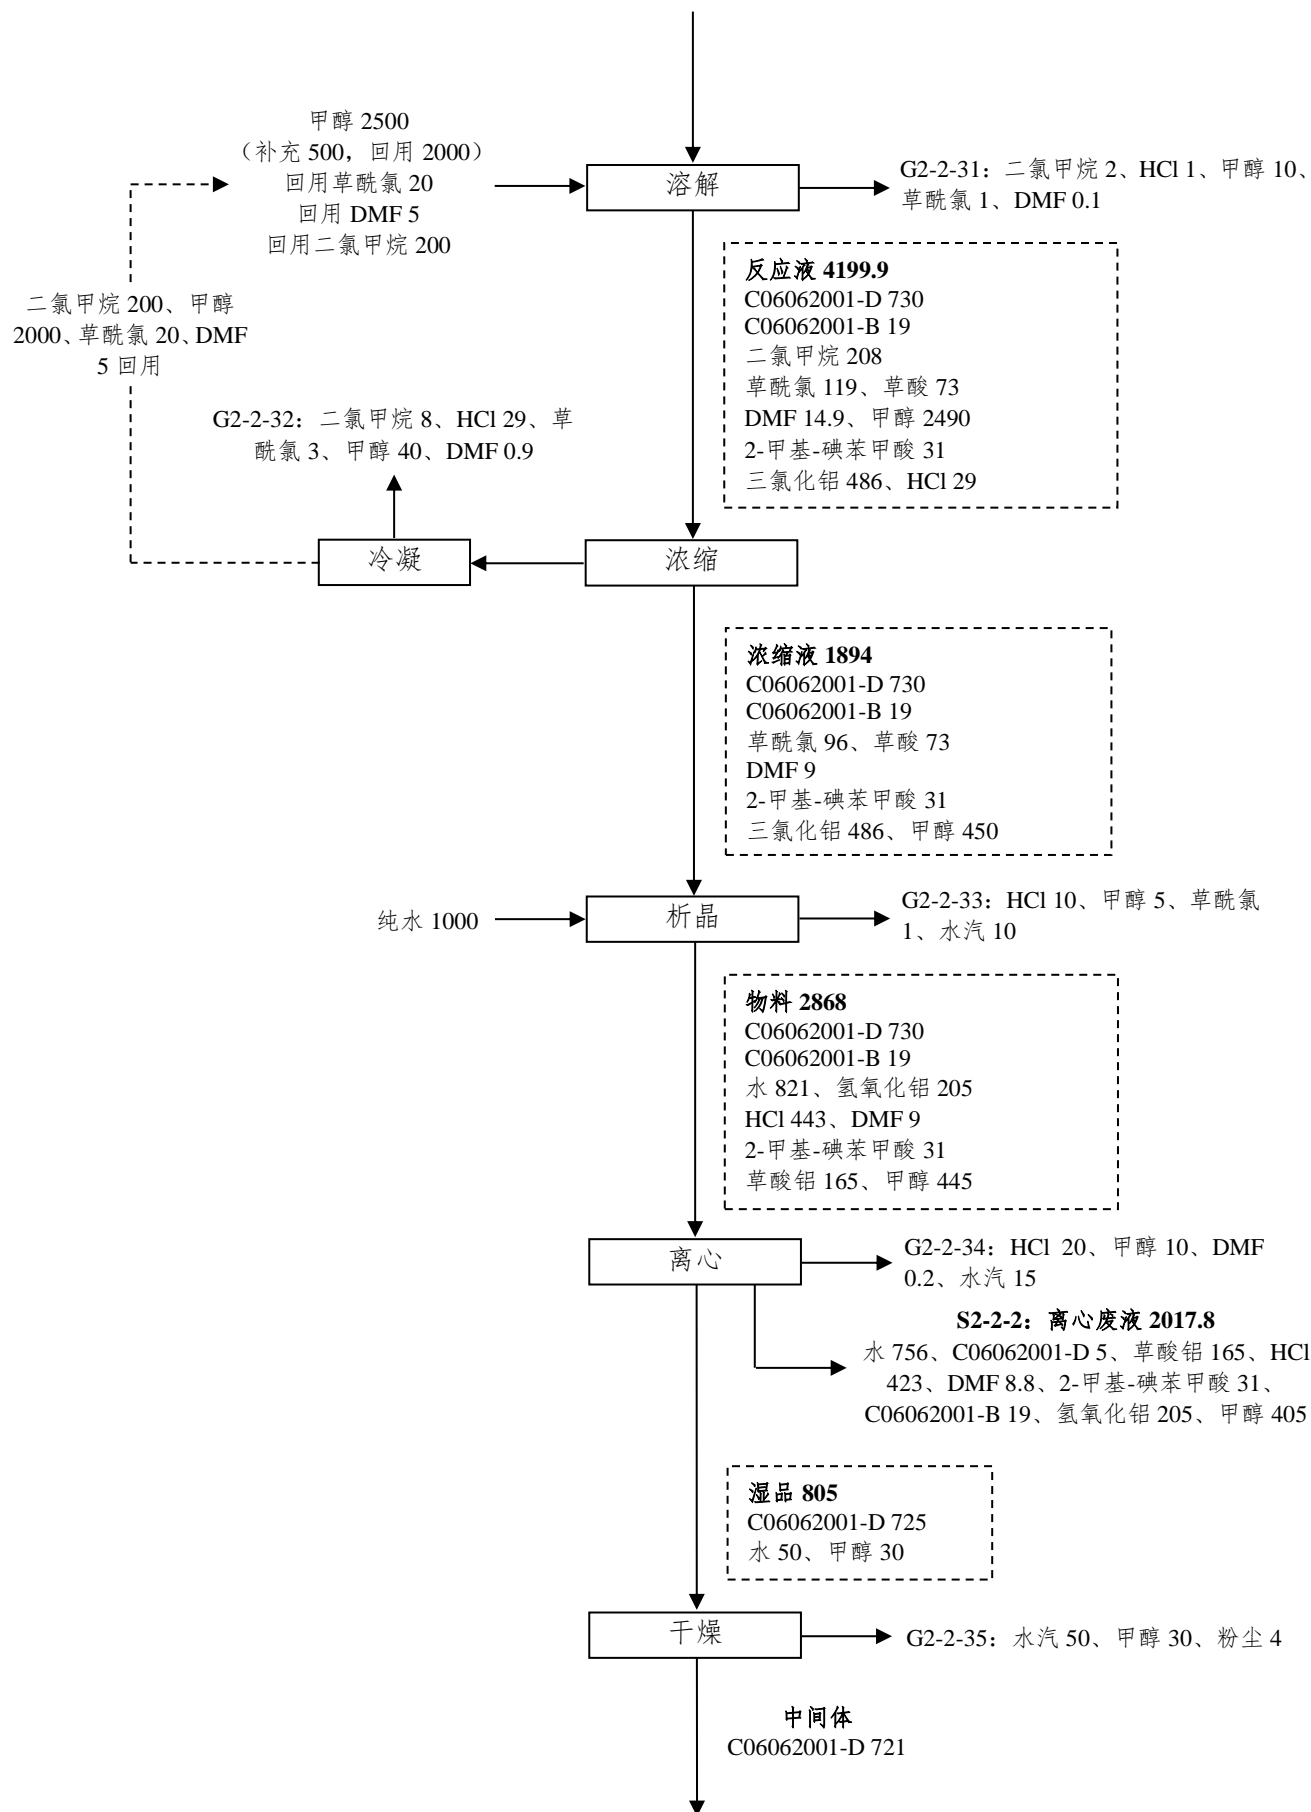 甲醇 2500
（补充 500，回用 2000）
回用草酰氯 20
回用 DMF 5
回用二氯甲烷 200
溶解
G2-2-31：二氯甲烷 2、HCl 1、甲醇 10、
草酰氯 1、DMF 0.1
反应液 4199.9
C06062001-D 730
C06062001-B 19
二氯甲烷 208
草酰氯 119、草酸 73
DMF 14.9、甲醇 2490
2-甲基-碘苯甲酸 31
三氯化铝 486、HCl 29
二氯甲烷 200、甲醇
2000、草酰氯 20、DMF
5 回用
G2-2-32：二氯甲烷 8、HCl 29、草
酰氯 3、甲醇 40、DMF 0.9
冷凝
浓缩
浓缩液 1894
C06062001-D 730
C06062001-B 19
草酰氯 96、草酸 73
DMF 9
2-甲基-碘苯甲酸 31
三氯化铝 486、甲醇 450
纯水 1000
析晶
G2-2-33：HCl 10、甲醇 5、草酰氯
1、水汽 10
物料 2868
C06062001-D 730
C06062001-B 19
水 821、氢氧化铝 205
HCl 443、DMF 9
2-甲基-碘苯甲酸 31
草酸铝 165、甲醇 445
离心
G2-2-34：HCl 20、甲醇 10、DMF
0.2、水汽 15
S2-2-2：离心废液 2017.8
水 756、C06062001-D 5、草酸铝 165、HCl
423、DMF 8.8、2-甲基-碘苯甲酸 31、
C06062001-B 19、氢氧化铝 205、甲醇 405
湿品 805
C06062001-D 725
水 50、甲醇 30
干燥
G2-2-35：水汽 50、甲醇 30、粉尘 4
中间体
C06062001-D 721